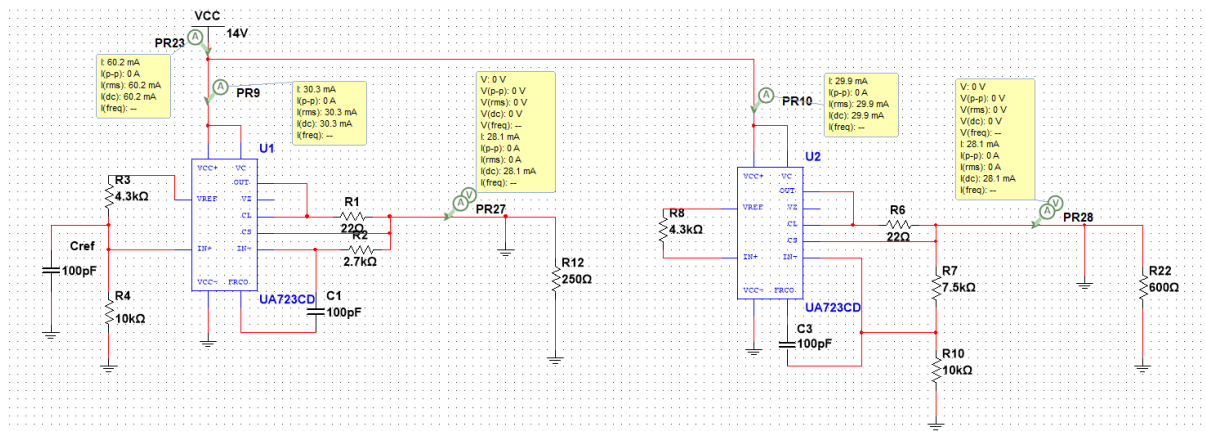 VCC
14V
PR23
I: 60.2 mA
I(p-p): 0 A
I(rms): 60.2 mA
I(dc): 60.2 mA
I(freq): --
A
A
PR9
I: 30.3 mA
I(p-p): 0 A
I(rms): 30.3 mA
I(dc): 30.3 mA
I(freq): --
V: 0 V
V(p-p): 0 V
V(rms): 0 V
V(dc): 0 V
V(freq): --
I: 28.1 mA
I(p-p): 0 A
I(rms): 0 A
I(dc): 28.1 mA
I(freq): --
A
PR10
I: 29.9 mA
I(p-p): 0 A
I(rms): 29.9 mA
I(dc): 29.9 mA
I(freq): --
V: 0 V
V(p-p): 0 V
V(rms): 0 V
V(dc): 0 V
V(freq): --
I: 28.1 mA
I(p-p): 0 A
I(rms): 0 A
I(dc): 28.1 mA
I(freq): --
U1
VCC+
VC
OUT
VREF
VZ
CL
CS
IN+
IN-
VCC-
FRCO
UA723CD
R3
4.3kΩ
Cref
100pF
R4
10kΩ
R1
22Ω
R2
2.7kΩ
C1
100pF
A
V
PR27
R12
250Ω
U2
VCC+
VC
OUT
VREF
VZ
CL
CS
IN+
IN-
VCC-
FRCO
UA723CD
R8
4.3kΩ
R6
22Ω
R7
7.5kΩ
C3
100pF
R10
10kΩ
A
V
PR28
R22
600Ω